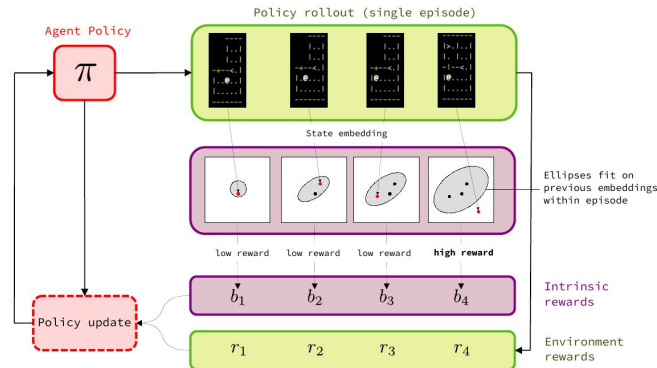 Policy rollout (single episode)
Agent Policy
π
State embedding
Ellipses fit on
previous embeddings
within episode
low reward
low reward
low reward
high reward
b₁
b₂
b₃
b₄
Intrinsic
rewards
Policy update
r₁
r₂
r₃
r₄
Environment
rewards